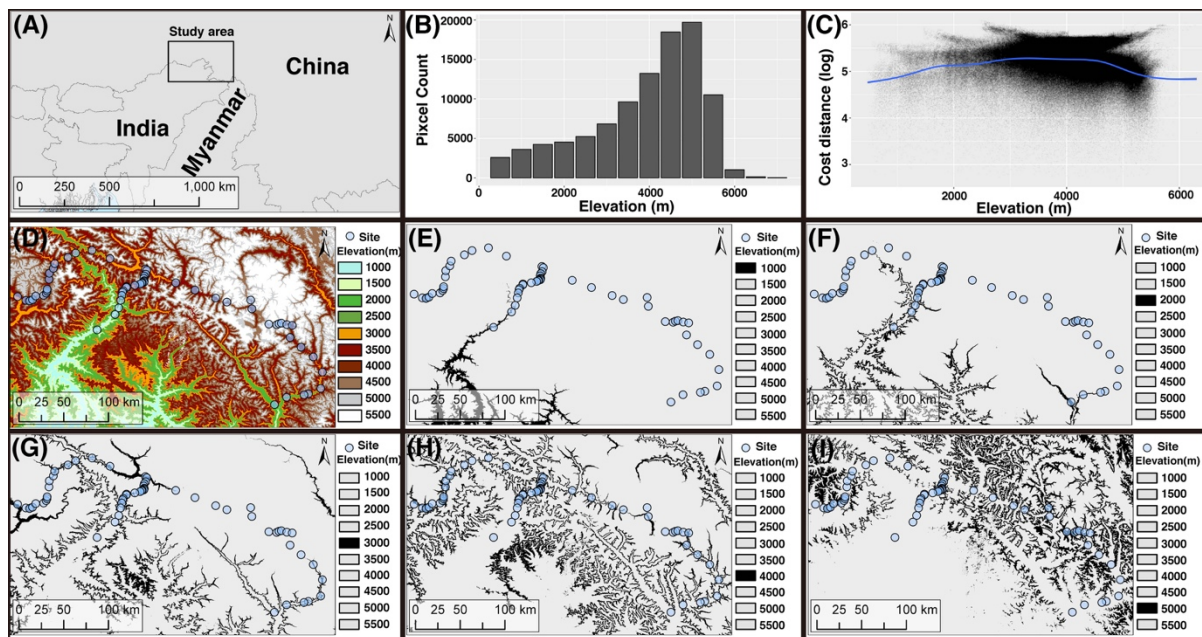 (A)
Study area
N
China
India
Myanmar
0 250 500 1,000 km
(B)
Pixcel Count
20000
15000
10000
5000
0
0 2000 4000 6000
Elevation (m)
(C)
Cost distance (log)
6
5
4
3
2000 4000 6000
Elevation (m)
(D)
N
Site
Elevation(m)
1000
1500
2000
2500
3000
3500
4000
4500
5000
5500
0 25 50 100 km
(E)
N
Site
Elevation(m)
1000
1500
2000
2500
3000
3500
4000
4500
5000
5500
0 25 50 100 km
(F)
N
Site
Elevation(m)
1000
1500
2000
2500
3000
3500
4000
4500
5000
5500
0 25 50 100 km
(G)
N
Site
Elevation(m)
1000
1500
2000
2500
3000
3500
4000
4500
5000
5500
0 25 50 100 km
(H)
N
Site
Elevation(m)
1000
1500
2000
2500
3000
3500
4000
4500
5000
5500
0 25 50 100 km
(I)
N
Site
Elevation(m)
1000
1500
2000
2500
3000
3500
4000
4500
5000
5500
0 25 50 100 km